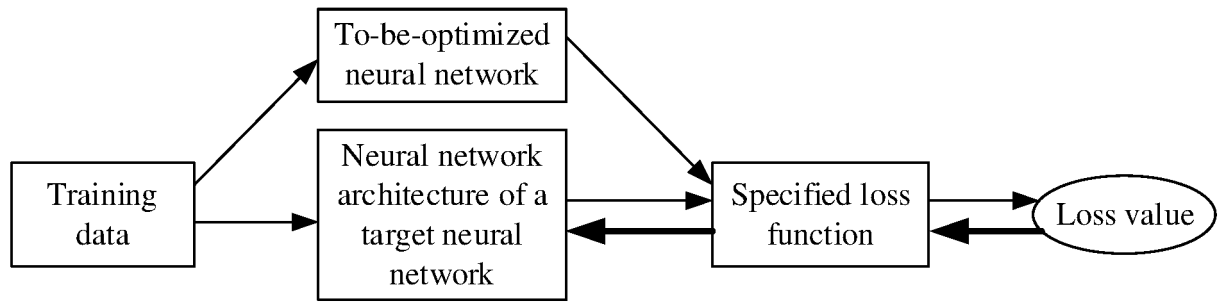 To-be-optimized
neural network
Training
data
Neural network
architecture of a
target neural
network
Specified loss
function
Loss value